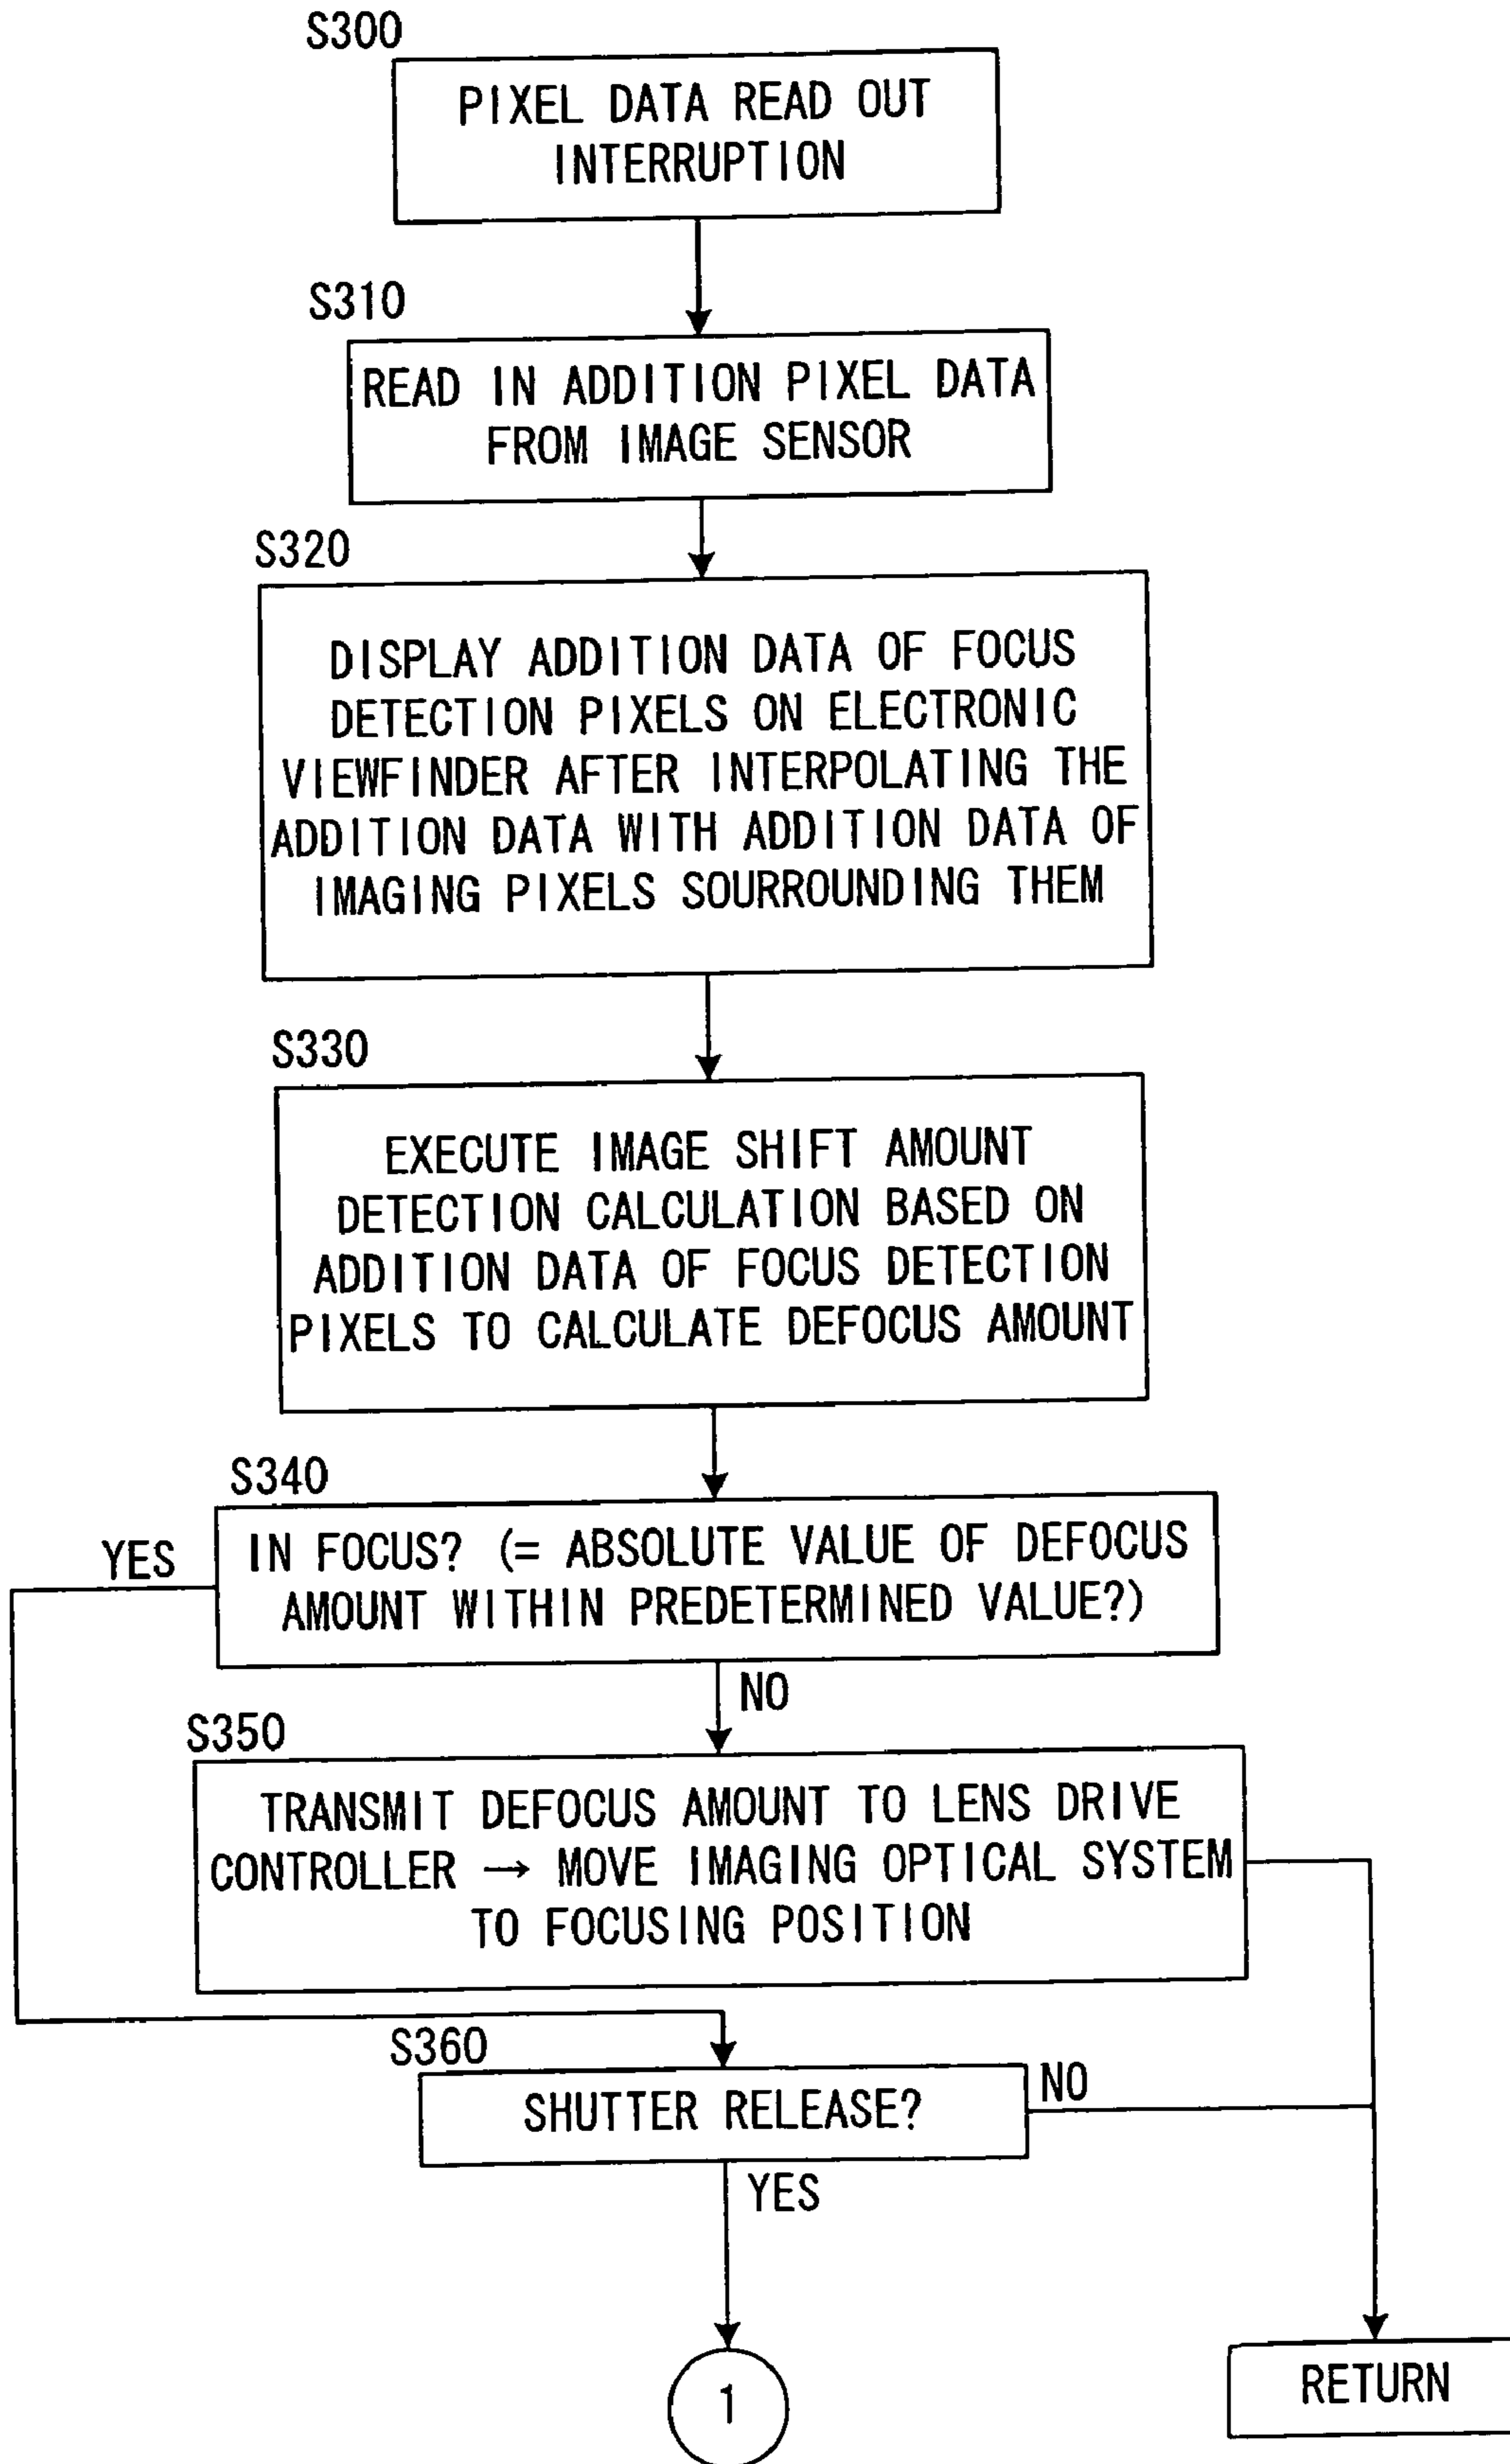 S300
PIXEL DATA READ OUT
INTERRUPTION
S310
READ IN ADDITION PIXEL DATA
FROM IMAGE SENSOR
S320
DISPLAY ADDITION DATA OF FOCUS
DETECTION PIXELS ON ELECTRONIC
VIEWFINDER AFTER INTERPOLATING THE
ADDITION DATA WITH ADDITION DATA OF
IMAGING PIXELS SOURROUNDING THEM
S330
EXECUTE IMAGE SHIFT AMOUNT
DETECTION CALCULATION BASED ON
ADDITION DATA OF FOCUS DETECTION
PIXELS TO CALCULATE DEFOCUS AMOUNT
S340
YES
IN FOCUS? (= ABSOLUTE VALUE OF DEFOCUS
AMOUNT WITHIN PREDETERMINED VALUE?)
NO
S350
TRANSMIT DEFOCUS AMOUNT TO LENS DRIVE
CONTROLLER → MOVE IMAGING OPTICAL SYSTEM
TO FOCUSING POSITION
S360
SHUTTER RELEASE?
NO
YES
1
RETURN